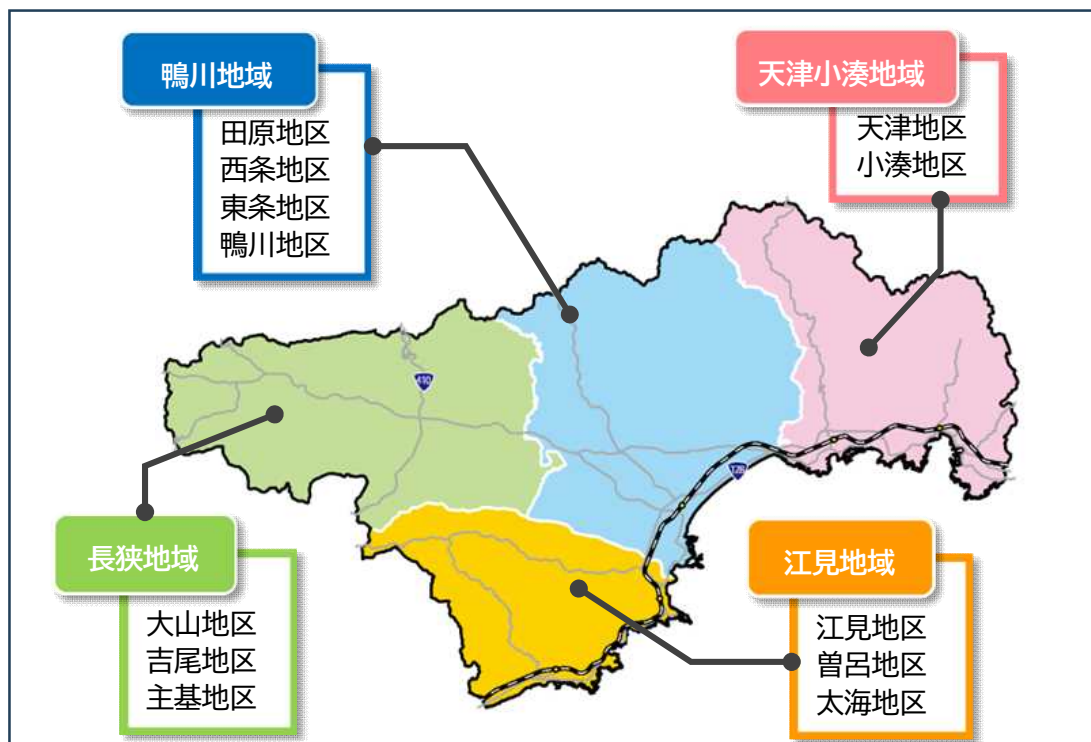 鴨川地域
田原地区
西条地区
東条地区
鴨川地区
天津小湊地域
天津地区
小湊地区
410
128
長狭地域
大山地区
吉尾地区
主基地区
江見地域
江見地区
曽呂地区
太海地区